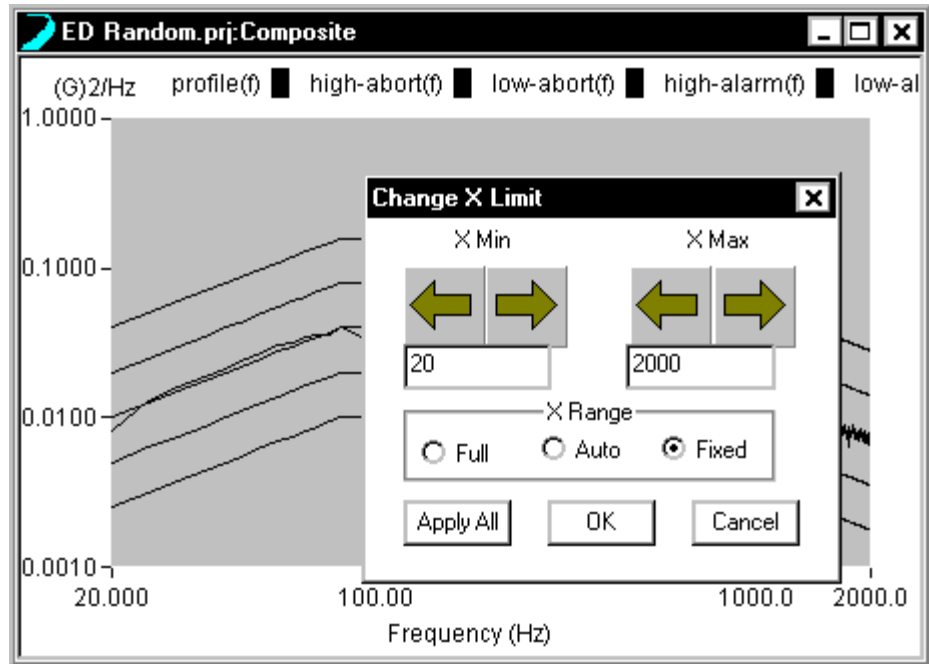 ED Random.prj:Composite
(G)2/Hz profile(f) high-abort(f) low-abort(f) high-alarm(f) low-al
1.0000
0.1000
0.0100
0.0010
Change X Limit
X Min X Max
20 2000
X Range
Full Auto Fixed
Apply All OK Cancel
20.000 100.00 1000.0 2000.0
Frequency (Hz)